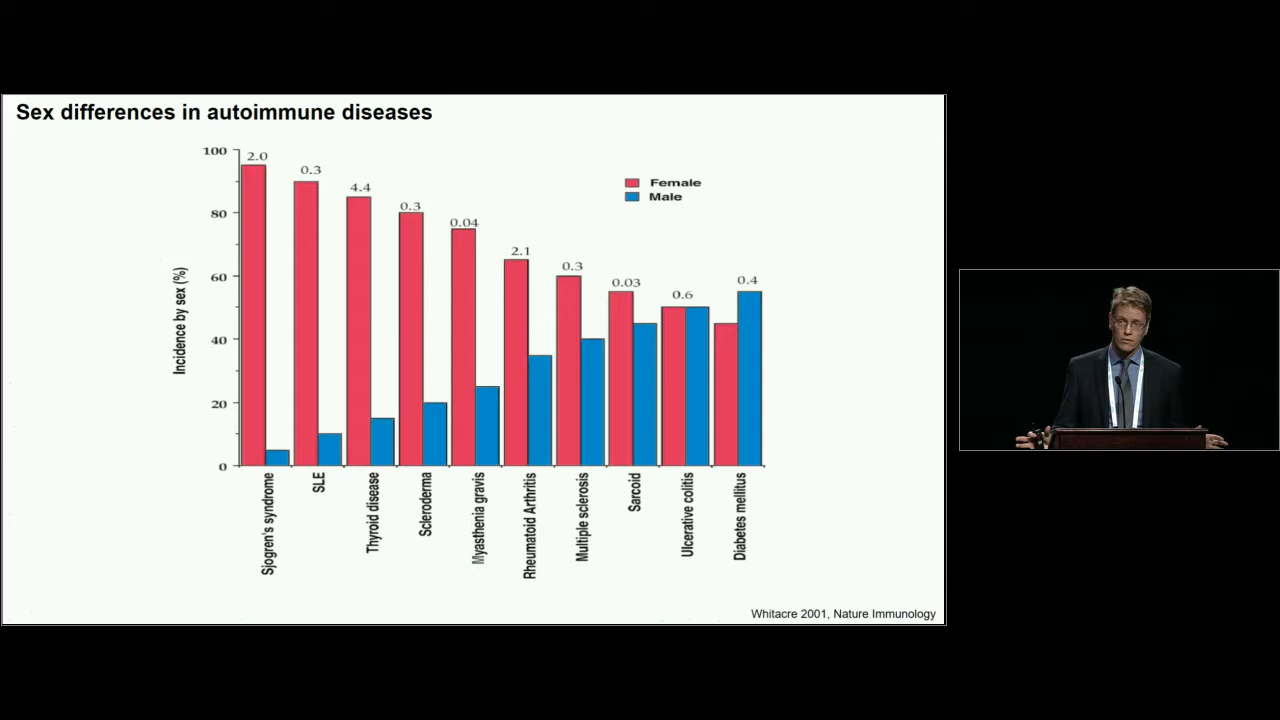 Sex differences in autoimmune diseases
100
80
60
40
20
0
Incidence by sex (%)
2.0
0.3
4.4
0.3
0.04
2.1
0.3
0.03
0.6
0.4
Female
Male
Sjogren's syndrome
SLE
Thyroid disease
Scleroderma
Myasthenia gravis
Rheumatoid Arthritis
Multiple sclerosis
Sarcoid
Ulcerative colitis
Diabetes mellitus
Whitacre 2001, Nature Immunology